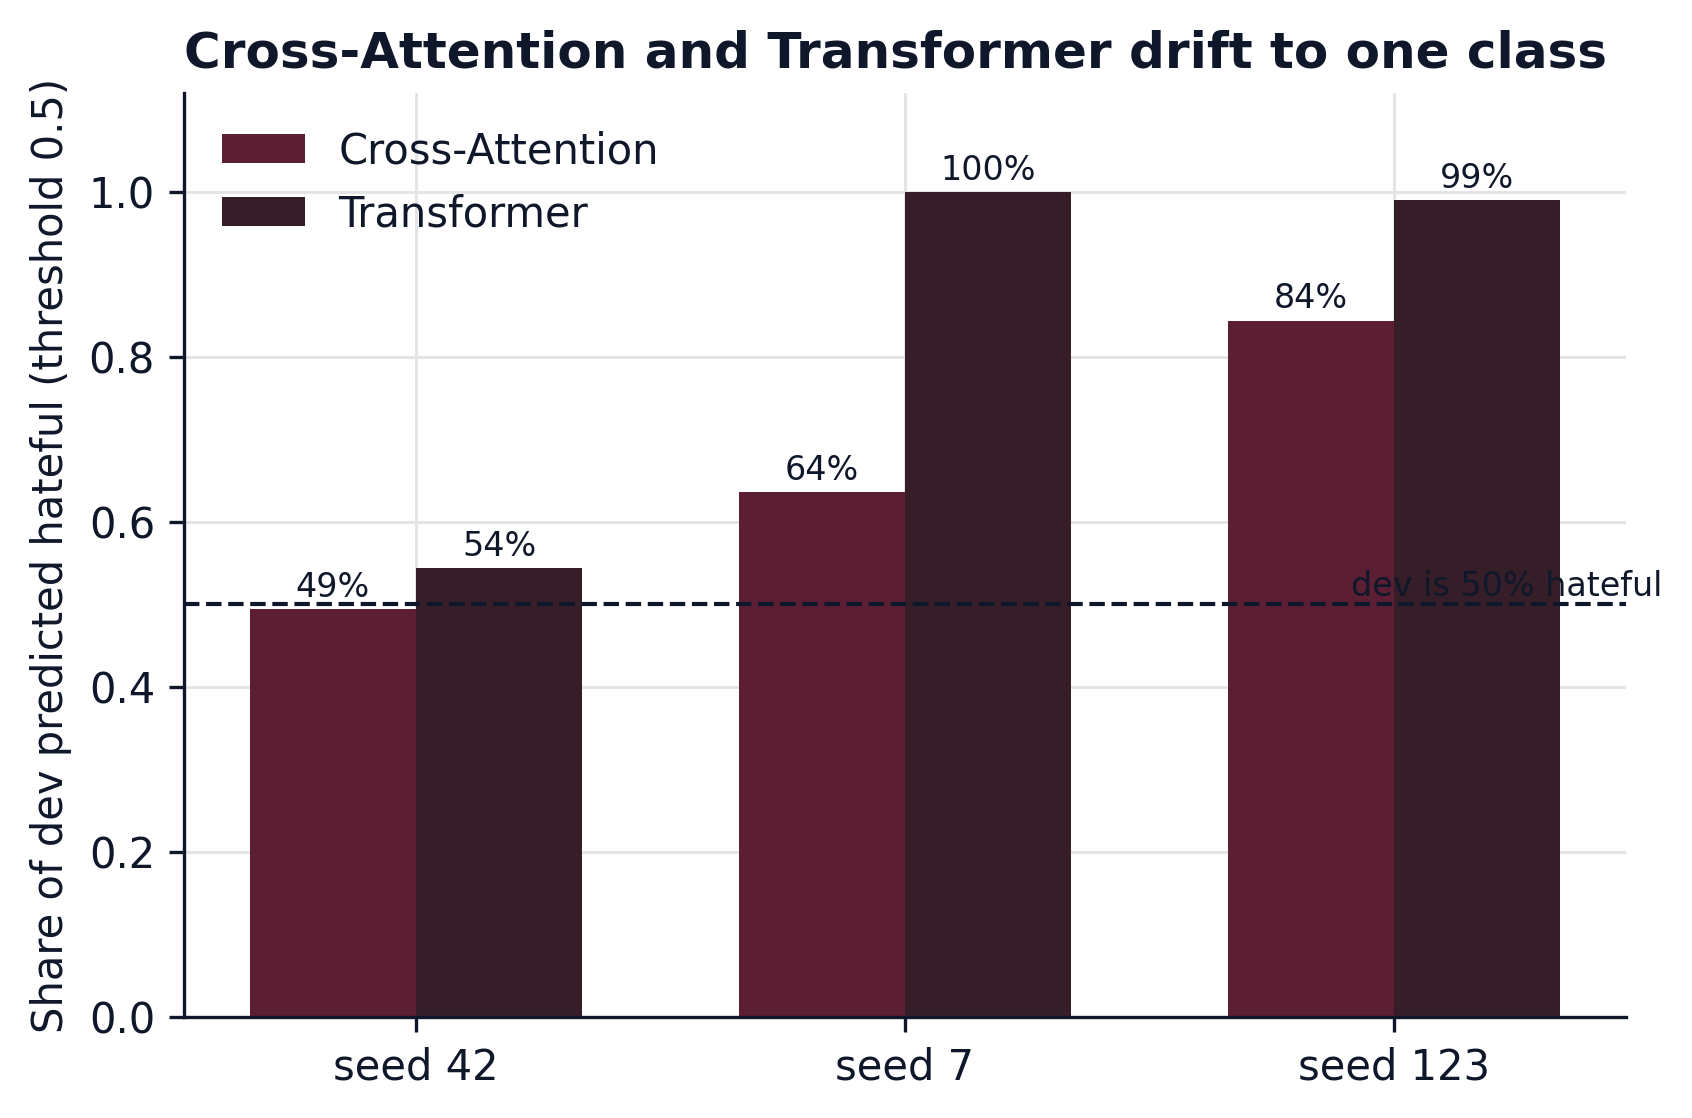 Cross-Attention and Transformer drift to one class
Share of dev predicted hateful (threshold 0.5)
Cross-Attention
Transformer
1.0
0.8
0.6
0.4
0.2
0.0
49%
54%
64%
100%
84%
99%
dev is 50% hateful
seed 42
seed 7
seed 123